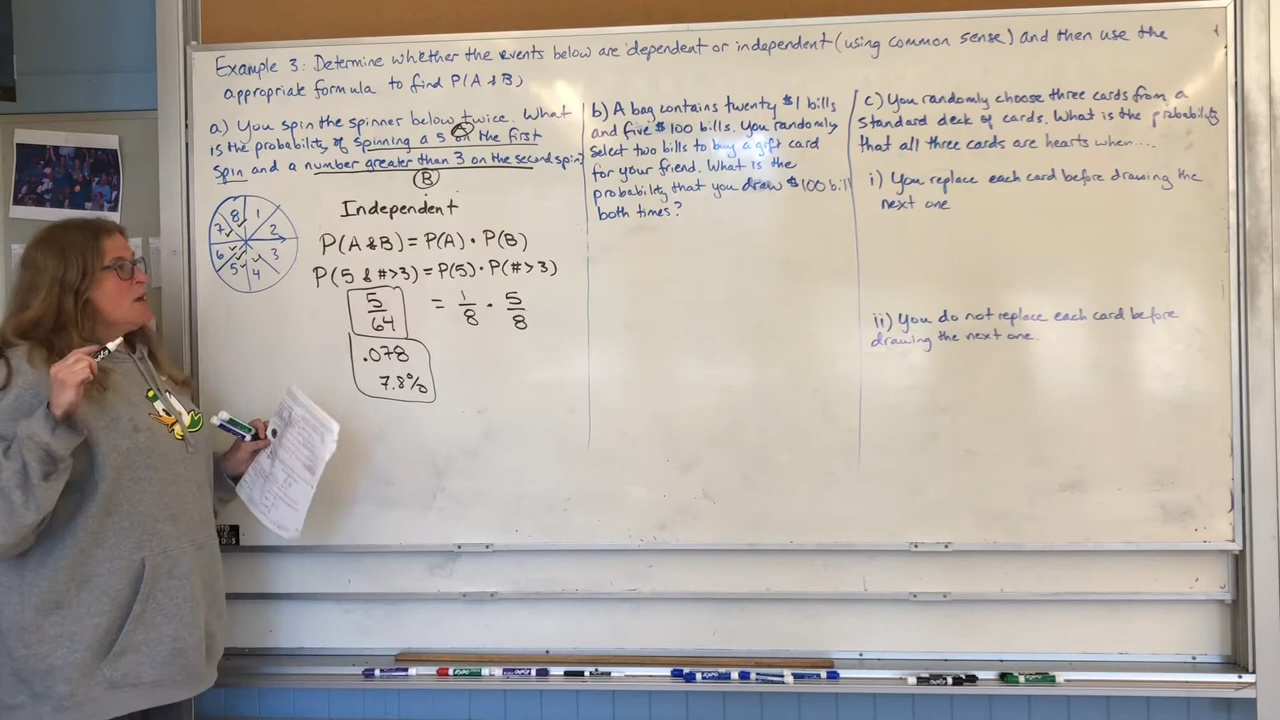 Example 3: Determine whether the events below are dependent or independent (using common sense) and then use the
appropriate formula to find P(A & B)
a) You spin the spinner below twice. What
is the probability of spinning a 5 on the first
spin and a number greater than 3 on the second spin?
A
B
8 1
7 2
6 3
5 4
Independent
P(A & B) = P(A) · P(B)
P(5 & #>3) = P(5) · P(#>3)
5/64 = 1/8 · 5/8
.078
7.8%
b) A bag contains twenty $1 bills
and five $100 bills. You randomly
select two bills to buy a gift card
for your friend. What is the
probability that you draw $100 bill
both times?
c) You randomly choose three cards from a
standard deck of cards. What is the probability
that all three cards are hearts when....
i) You replace each card before drawing the
next one
ii) You do not replace each card before
drawing the next one.